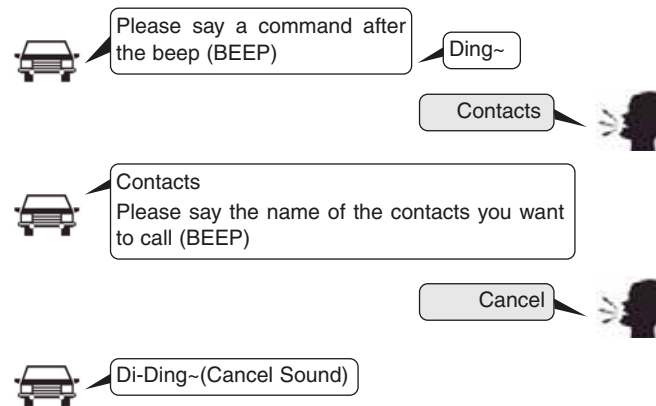 Please say a command after
the beep (BEEP)
Ding~
Contacts
Contacts
Please say the name of the contacts you want
to call (BEEP)
Cancel
Di-Ding~(Cancel Sound)